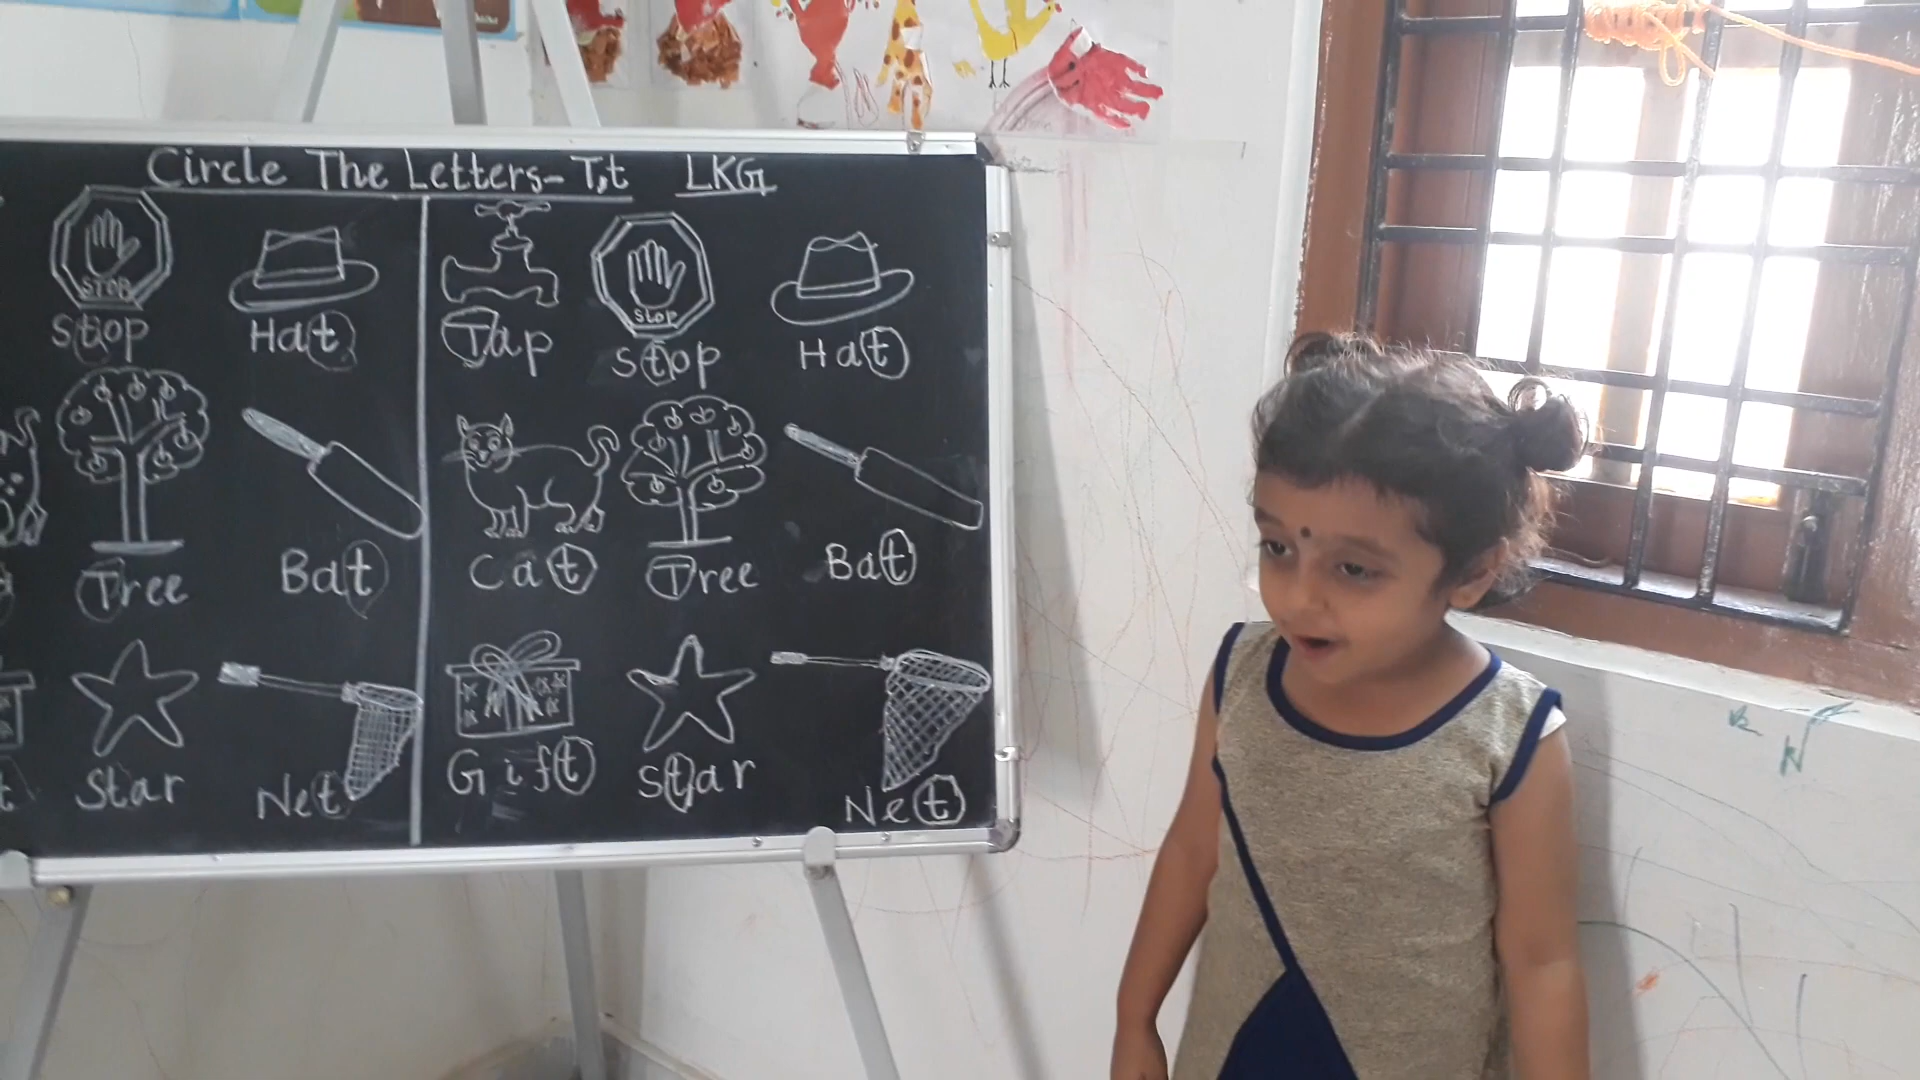 Circle The Letters- T,t LKG
STOP
Stop Hat
Tree Bat
Star Net
Stop
Tap Stop Hat
Cat Tree Bat
Gift Star Net